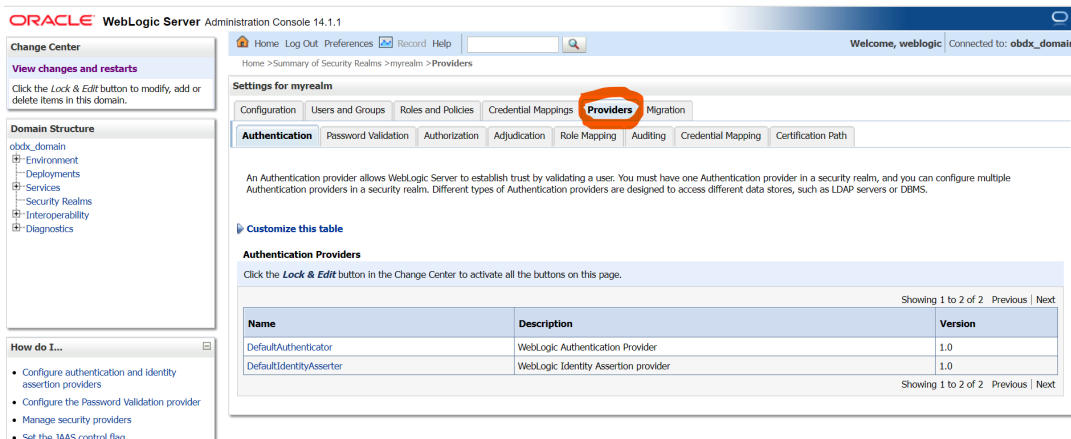 ORACLE WebLogic Server Administration Console 14.1.1
Change Center
View changes and restarts
Click the Lock & Edit button to modify, add or
delete items in this domain.
Domain Structure
obdx_domain
Environment
Deployments
Services
Security Realms
Interoperability
Diagnostics
How do I...
Configure authentication and identity
assertion providers
Configure the Password Validation provider
Manage security providers
Set the JAAS control flag
Home Log Out Preferences Record Help
Welcome, weblogic Connected to: obdx_domain
Home >Summary of Security Realms >myrealm >Providers
Settings for myrealm
Configuration Users and Groups Roles and Policies Credential Mappings Providers Migration
Authentication Password Validation Authorization Adjudication Role Mapping Auditing Credential Mapping Certification Path
An Authentication provider allows WebLogic Server to establish trust by validating a user. You must have one Authentication provider in a security realm, and you can configure multiple
Authentication providers in a security realm. Different types of Authentication providers are designed to access different data stores, such as LDAP servers or DBMS.
Customize this table
Authentication Providers
Click the Lock & Edit button in the Change Center to activate all the buttons on this page.
Showing 1 to 2 of 2 Previous | Next
Name Description Version
DefaultAuthenticator WebLogic Authentication Provider 1.0
DefaultIdentityAsserter WebLogic Identity Assertion provider 1.0
Showing 1 to 2 of 2 Previous | Next